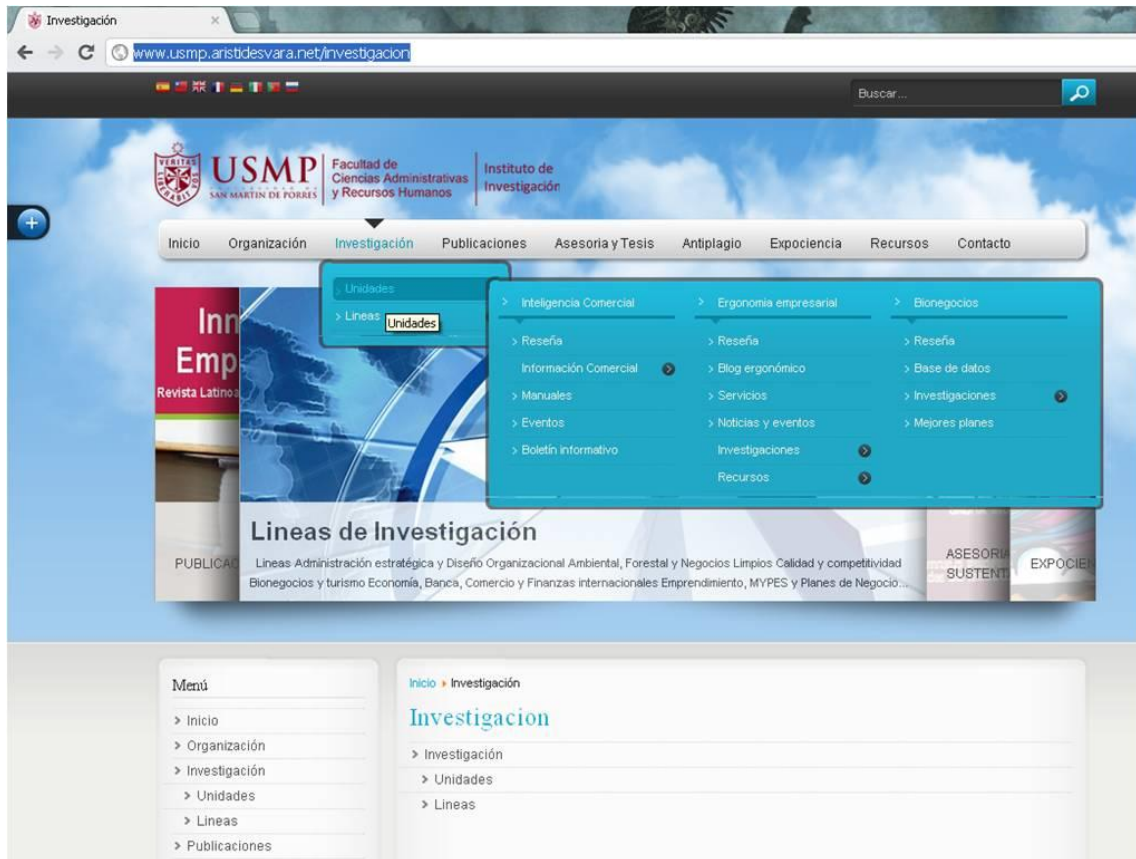 Investigación
www.usmp.aristidesvara.net/investigacion
Buscar...
VERITAS
LIBERABIT VOS
USMP
SAN MARTIN DE PORRES
Facultad de
Ciencias Administrativas
y Recursos Humanos
Instituto de
Investigación
Inicio Organización Investigación Publicaciones Asesoria y Tesis Antiplagio Expociencia Recursos Contacto
> Unidades
> Lineas
Unidades
> Inteligencia Comercial > Ergonomia empresarial > Bionegocios
> Reseña > Reseña > Reseña
Información Comercial > Blog ergonómico > Base de datos
> Manuales > Servicios > Investigaciones
> Eventos > Noticias y eventos > Mejores planes
> Boletín informativo Investigaciones
Recursos
Inn
Emp
Revista Latinoa
PUBLICAC
Lineas de Investigación
Lineas Administración estratégica y Diseño Organizacional Ambiental, Forestal y Negocios Limpios Calidad y competitividad
Bionegocios y turismo Economía, Banca, Comercio y Finanzas internacionales Emprendimiento, MYPES y Planes de Negocio...
ASESORIA
SUSTENT
EXPOCIEN
Menú
> Inicio
> Organización
> Investigación
> Unidades
> Lineas
> Publicaciones
Inicio Investigación
Investigacion
> Investigación
> Unidades
> Lineas